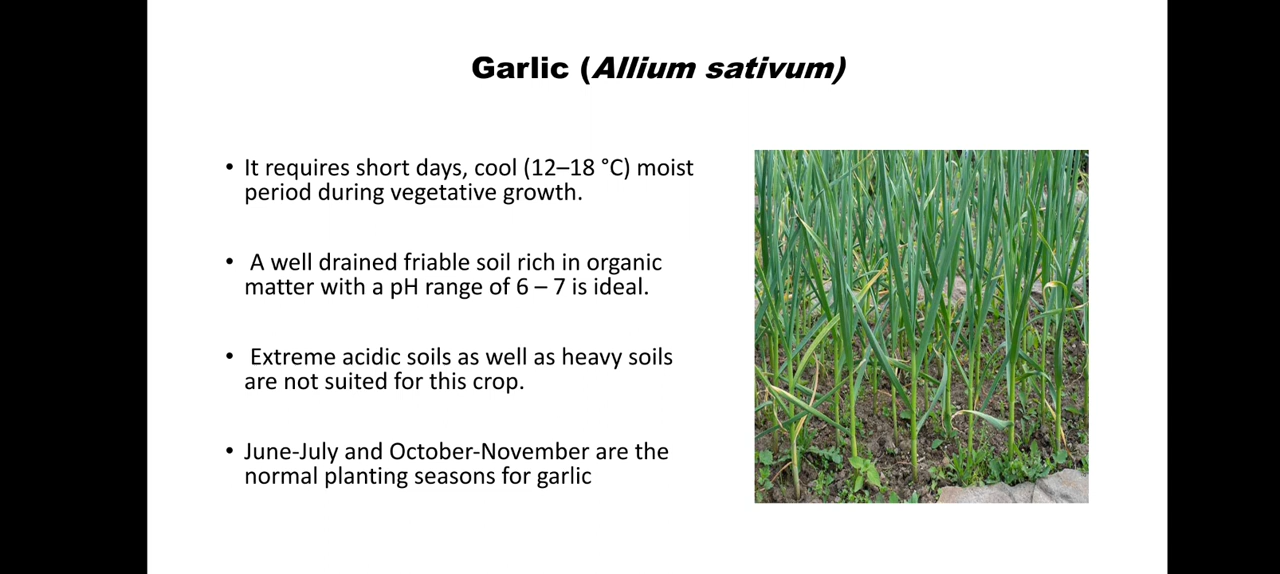 Garlic (Allium sativum)
• It requires short days, cool (12–18 °C) moist
period during vegetative growth.
• A well drained friable soil rich in organic
matter with a pH range of 6 – 7 is ideal.
• Extreme acidic soils as well as heavy soils
are not suited for this crop.
• June-July and October-November are the
normal planting seasons for garlic